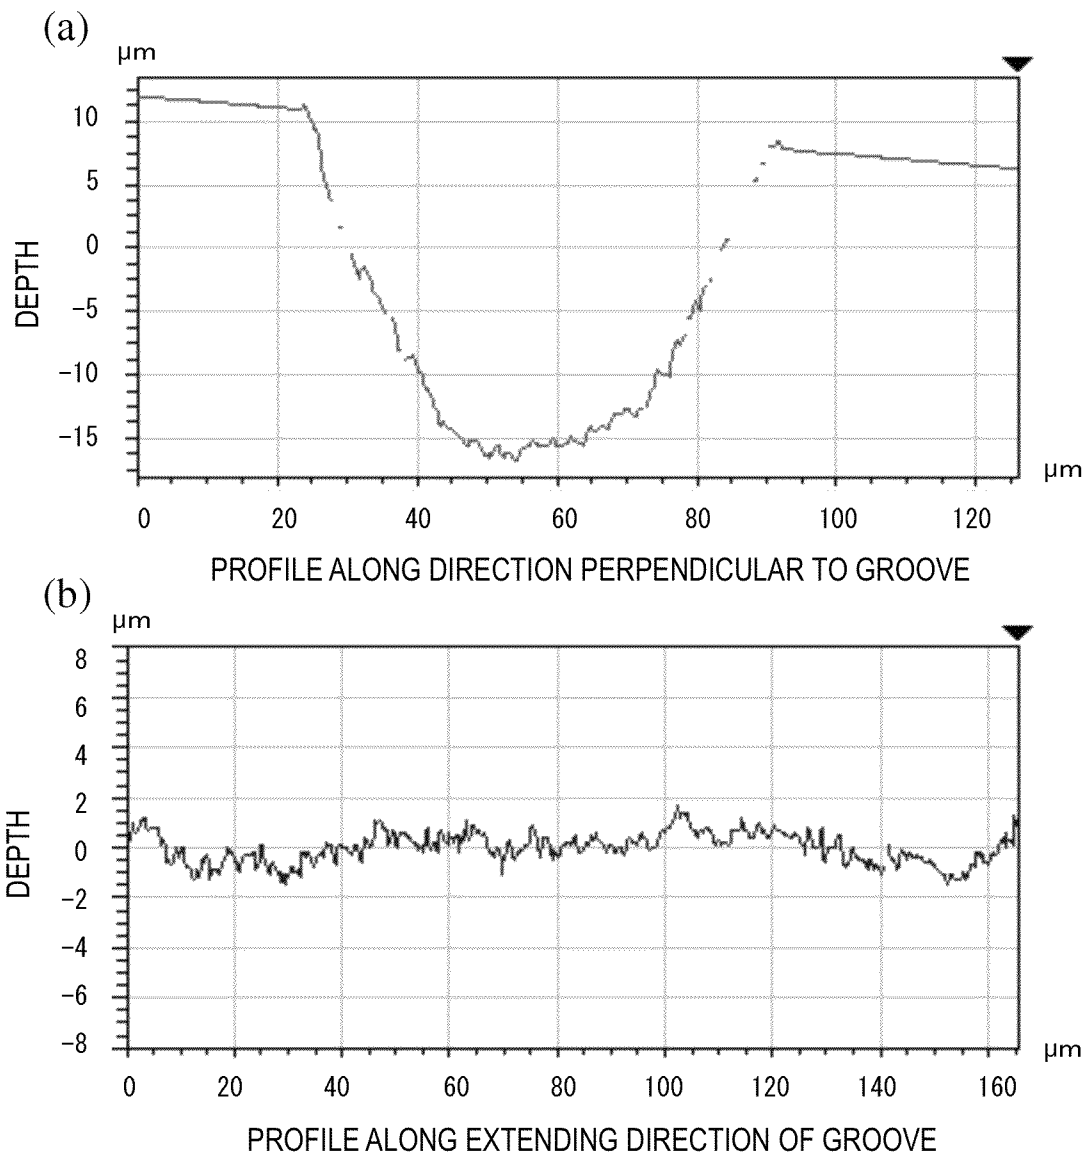 (a)
µm
10
5
0
−5
−10
−15
DEPTH
µm
0 20 40 60 80 100 120
PROFILE ALONG DIRECTION PERPENDICULAR TO GROOVE
(b)
µm
8
6
4
2
0
−2
−4
−6
−8
DEPTH
µm
0 20 40 60 80 100 120 140 160
PROFILE ALONG EXTENDING DIRECTION OF GROOVE